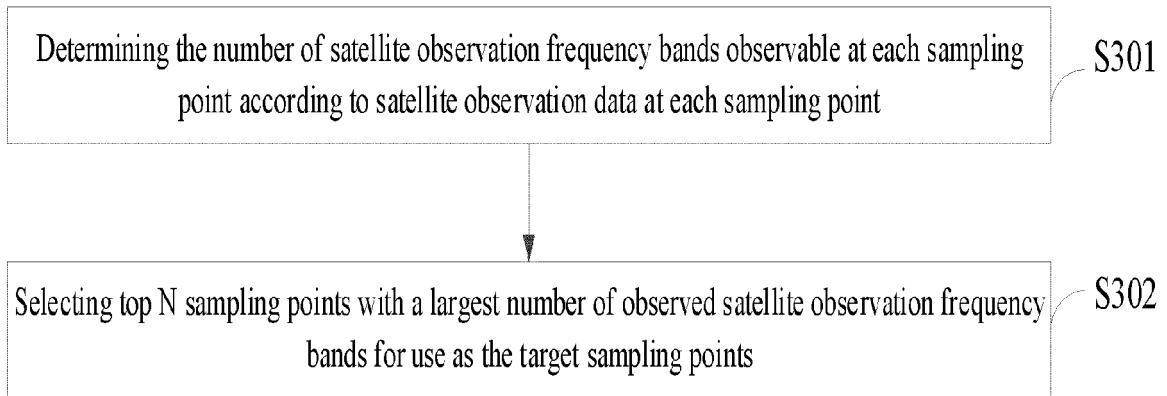 Determining the number of satellite observation frequency bands observable at each sampling
point according to satellite observation data at each sampling point
S301
Selecting top N sampling points with a largest number of observed satellite observation frequency
bands for use as the target sampling points
S302